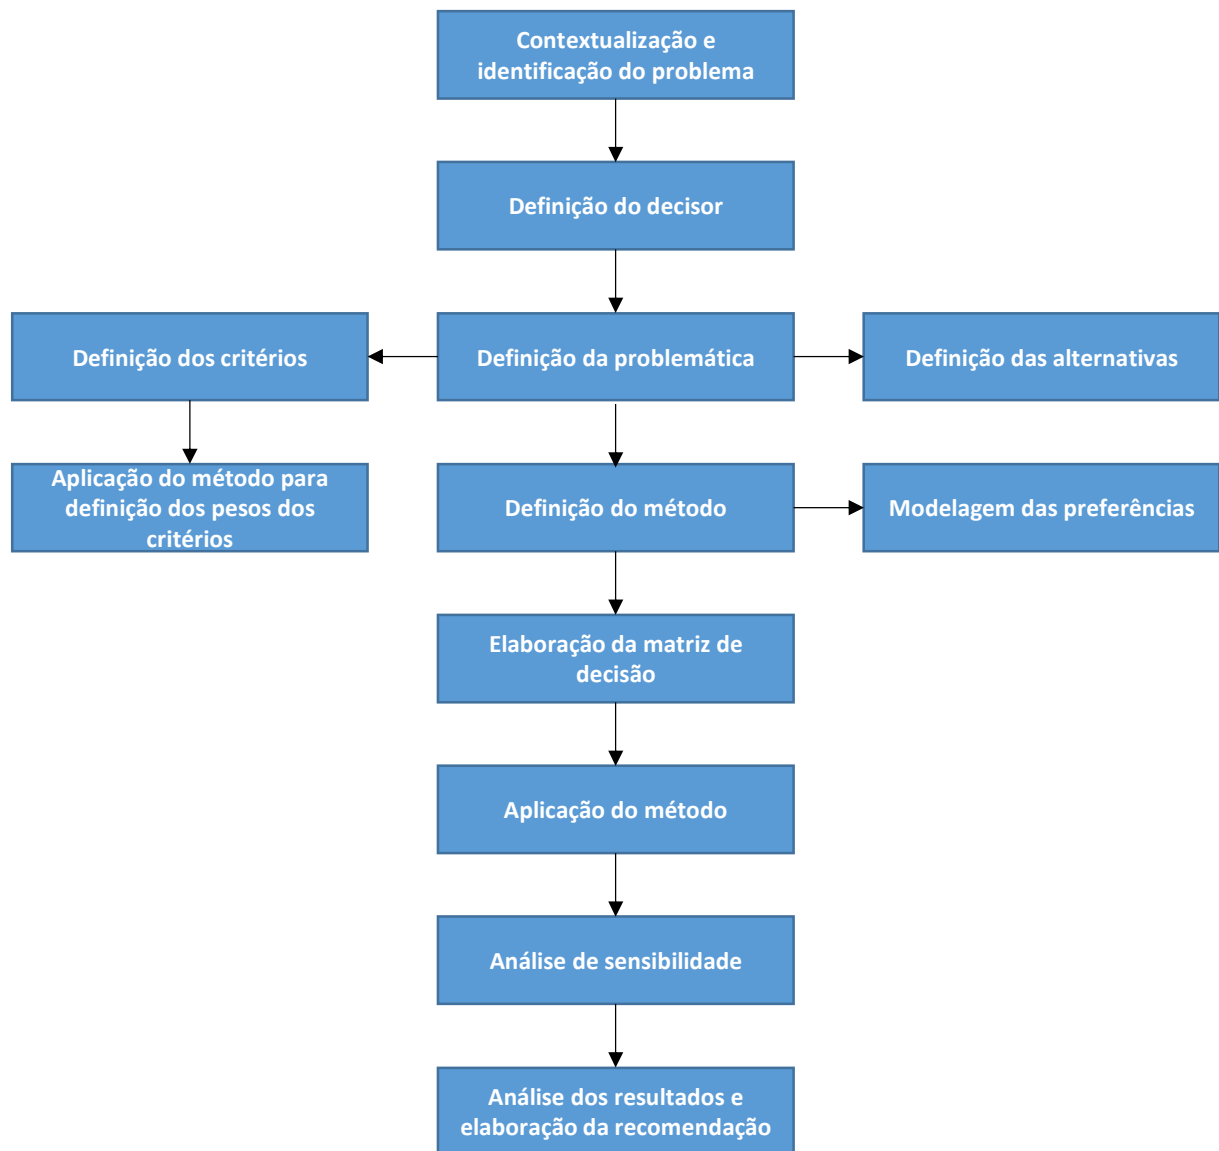 Contextualização e
identificação do problema
Definição do decisor
Definição dos critérios
Definição da problemática
Definição das alternativas
Aplicação do método para
definição dos pesos dos
critérios
Definição do método
Modelagem das preferências
Elaboração da matriz de
decisão
Aplicação do método
Análise de sensibilidade
Análise dos resultados e
elaboração da recomendação